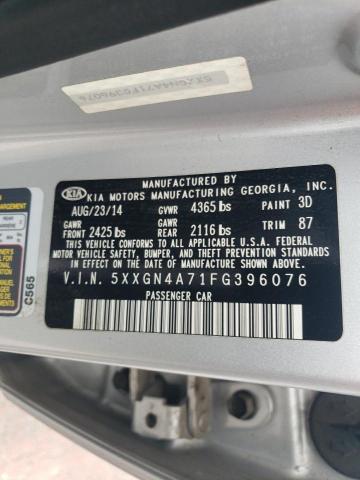 5XXGN4A71FG396076
MANUFACTURED BY
KIA KIA MOTORS MANUFACTURING GEORGIA, INC.
AUG/23/14 GVWR 4365 lbs PAINT 3D
GAWR FRONT 2425 lbs GAWR REAR 2116 lbs TRIM 87
THIS VEHICLE CONFORMS TO ALL APPLICABLE U.S.A. FEDERAL
MOTOR VEHICLE SAFETY, BUMPER, AND THEFT PREVENTION
STANDARDS IN EFFECT ON THE DATE OF MANUFACTURE SHOWN ABOVE.
V.I.N. 5XXGN4A71FG396076
PASSENGER CAR
C565